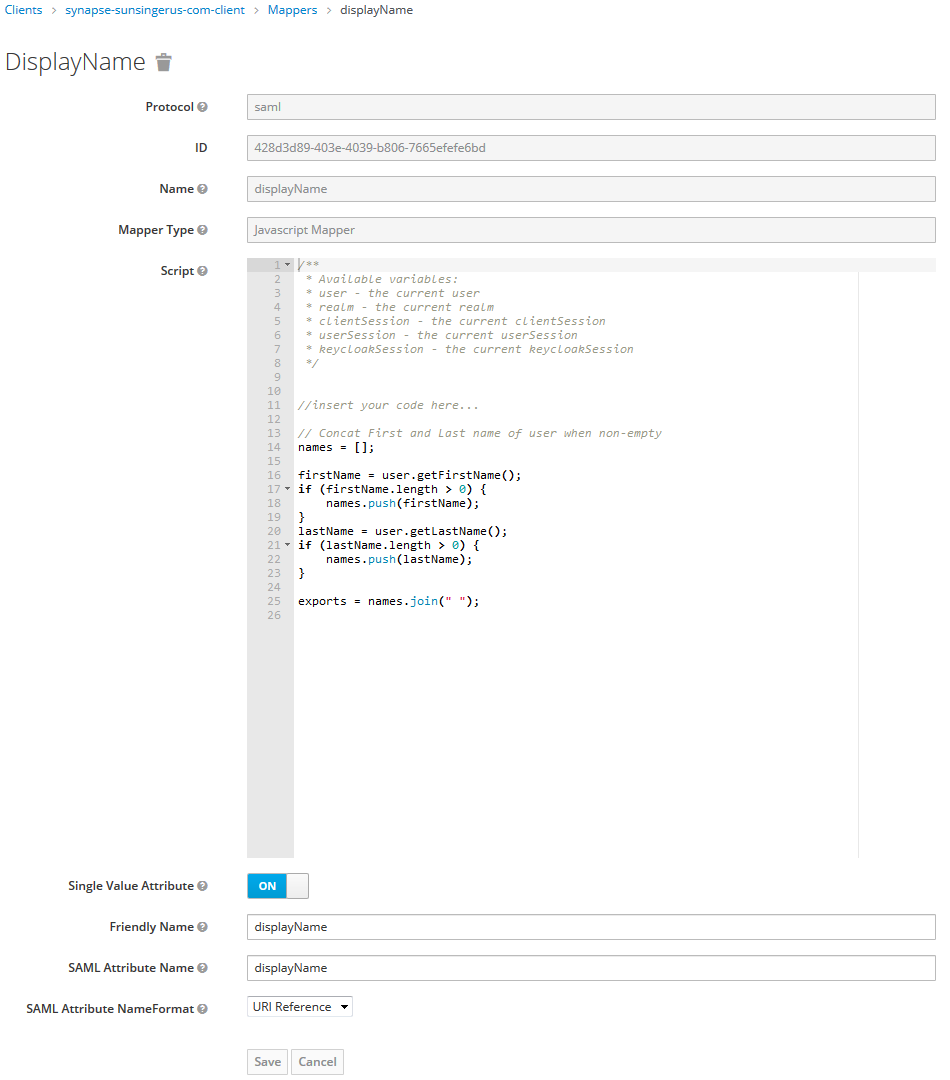 Clients > synapse-sunsingerus-com-client > Mappers > displayName
DisplayName
Protocol saml
ID 428d3d89-403e-4039-b806-7665efefe6bd
Name displayName
Mapper Type Javascript Mapper
Script
1 /**
2  * Available variables:
3  * user - the current user
4  * realm - the current realm
5  * clientSession - the current clientSession
6  * userSession - the current userSession
7  * keycloakSession - the current keycloakSession
8  */
9
10
11 //insert your code here...
12
13 // Concat First and Last name of user when non-empty
14 names = [];
15
16 firstName = user.getFirstName();
17 if (firstName.length > 0) {
18     names.push(firstName);
19 }
20 lastName = user.getLastName();
21 if (lastName.length > 0) {
22     names.push(lastName);
23 }
24
25 exports = names.join(" ");
26
Single Value Attribute ON
Friendly Name displayName
SAML Attribute Name displayName
SAML Attribute NameFormat URI Reference
Save Cancel